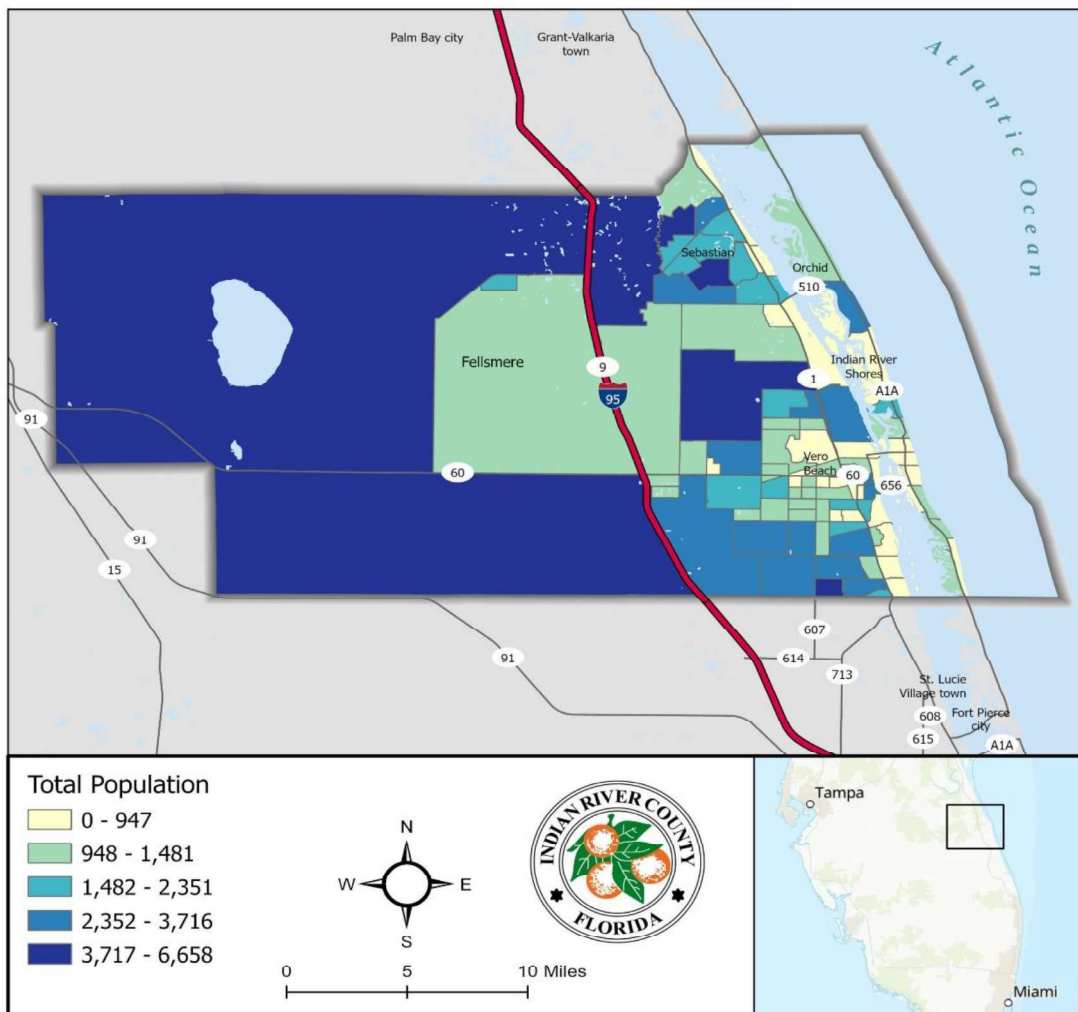 Palm Bay city
Grant-Valkaria
town
Atlantic Ocean
Sebastian
Orchid
510
Fellsmere
9
95
1
Indian River
Shores
A1A
91
60
Vero
Beach
60
656
91
15
91
607
614
713
St. Lucie
Village town
608
Fort Pierce
city
615
A1A
Total Population
0 - 947
948 - 1,481
1,482 - 2,351
2,352 - 3,716
3,717 - 6,658
N
W
E
S
0
5
10 Miles
INDIAN RIVER COUNTY
FLORIDA
Tampa
Miami